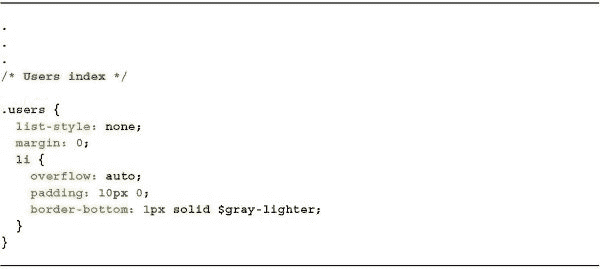 .
.
.
/* Users index */

.users {
  list-style: none;
  margin: 0;
  li {
    overflow: auto;
    padding: 10px 0;
    border-bottom: 1px solid $gray-lighter;
  }
}